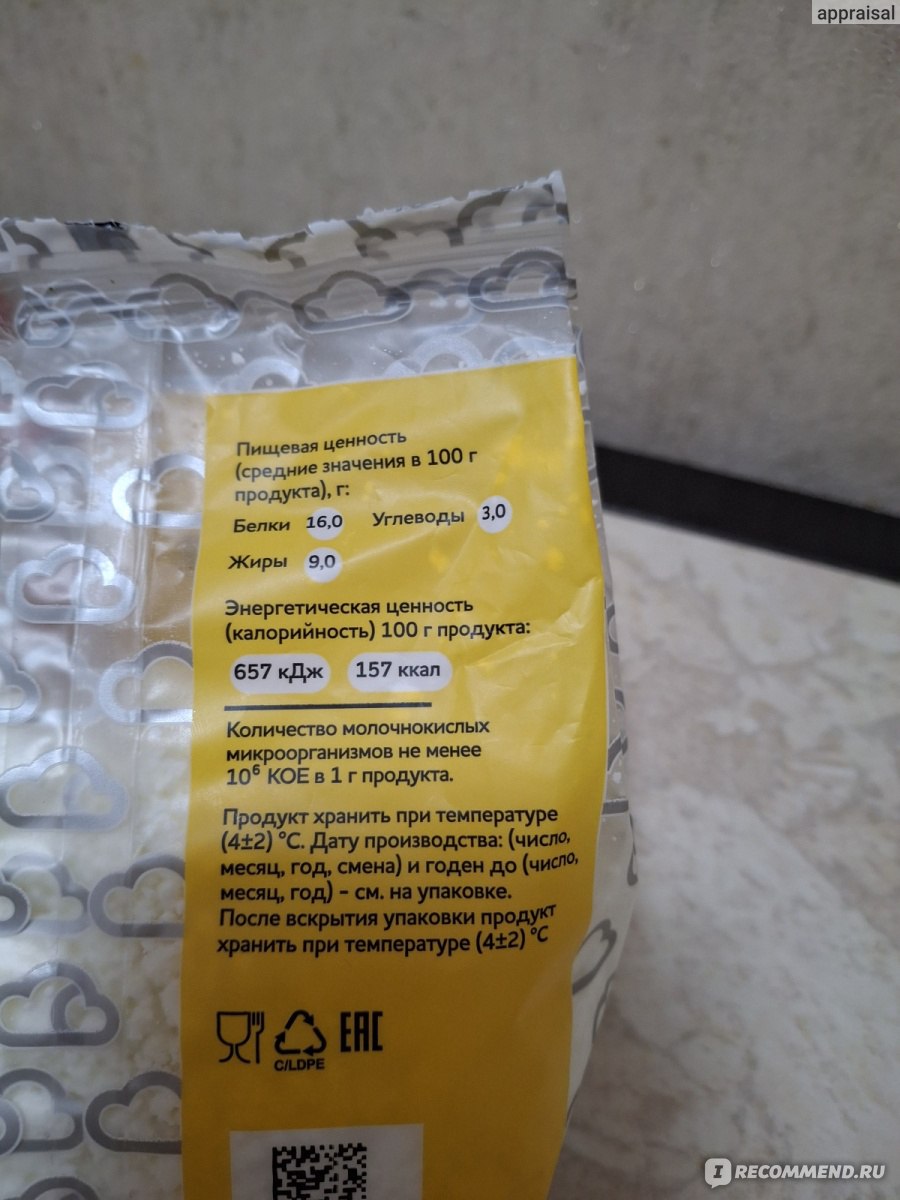 appraisal
Пищевая ценность
(средние значения в 100 г
продукта), г:
Белки 16,0 Углеводы 3,0
Жиры 9,0
Энергетическая ценность
(калорийность) 100 г продукта:
657 кДж 157 ккал
Количество молочнокислых
микроорганизмов не менее
10⁶ КОЕ в 1 г продукта.
Продукт хранить при температуре
(4±2) °С. Дату производства: (число,
месяц, год, смена) и годен до (число,
месяц, год) – см. на упаковке.
После вскрытия упаковки продукт
хранить при температуре (4±2) °С
EAC
C/LDPE
I RECOMMEND.RU